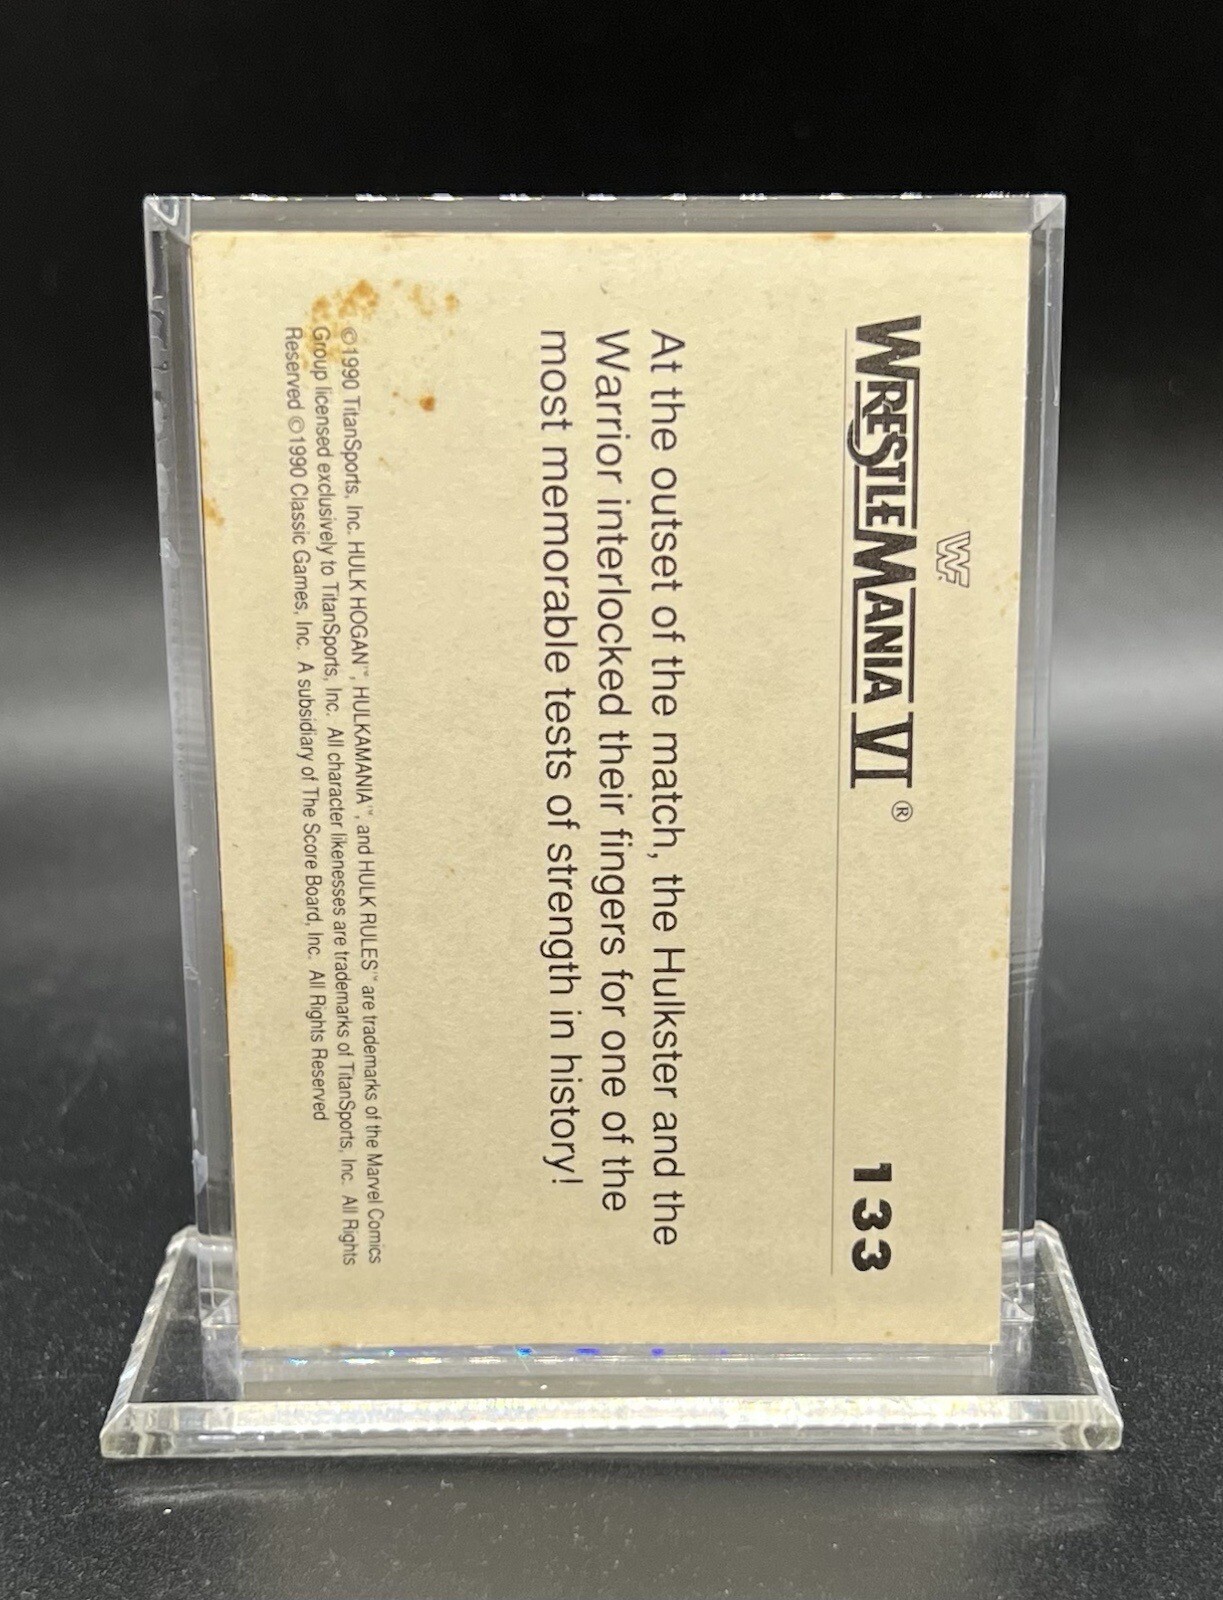 WF
WRESTLEMANIA VI ®
133
At the outset of the match, the Hulkster and the
Warrior interlocked their fingers for one of the
most memorable tests of strength in history!
©1990 TitanSports, Inc. HULK HOGAN™, HULKAMANIA™, and HULK RULES™ are trademarks of the Marvel Comics
Group licensed exclusively to TitanSports, Inc. All character likenesses are trademarks of TitanSports, Inc. All Rights
Reserved ©1990 Classic Games, Inc. A subsidiary of The Score Board, Inc. All Rights Reserved